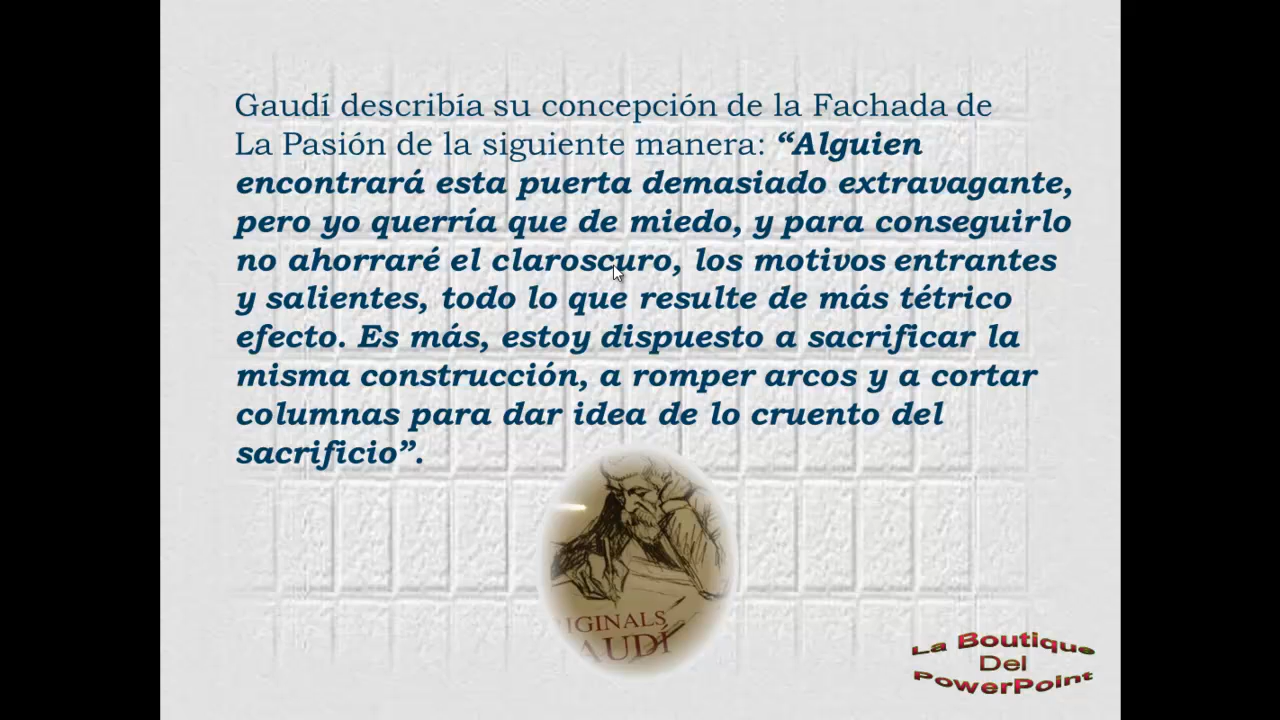 Gaudí describía su concepción de la Fachada de
La Pasión de la siguiente manera: “Alguien
encontrará esta puerta demasiado extravagante,
pero yo querría que de miedo, y para conseguirlo
no ahorraré el claroscuro, los motivos entrantes
y salientes, todo lo que resulte de más tétrico
efecto. Es más, estoy dispuesto a sacrificar la
misma construcción, a romper arcos y a cortar
columnas para dar idea de lo cruento del
sacrificio”.
IGINALS
AUDÍ
La Boutique
Del
PowerPoint